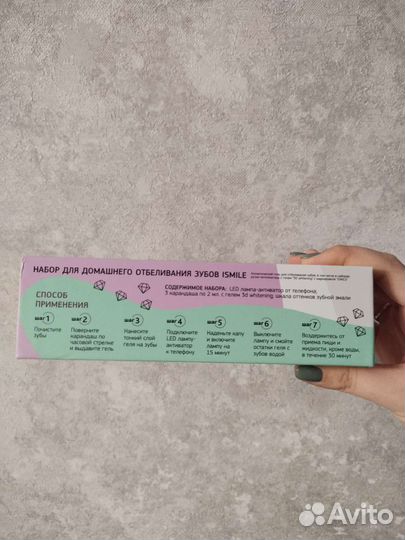 НАБОР ДЛЯ ДОМАШНЕГО ОТБЕЛИВАНИЯ ЗУБОВ ISMILE
СОДЕРЖИМОЕ НАБОРА: LED лампа-активатор от телефона,
3 карандаша по 2 мл. с гелем 3d whitening, шкала оттенков зубной эмали
СПОСОБ
ПРИМЕНЕНИЯ
шаг 1
Почистите
зубы
шаг 2
Поверните
карандаш по
часовой стрелке
и выдавите гель
шаг 3
Нанесите
тонкий слой
геля на зубы
шаг 4
Подключите
LED лампу-
активатор
к телефону
шаг 5
Наденьте капу
и включите
лампу на
15 минут
шаг 6
Выключите
лампу и смойте
остатки геля с
зубов водой
шаг 7
Воздержитесь от
приема пищи и
жидкости, кроме воды,
в течение 30 минут
Avito